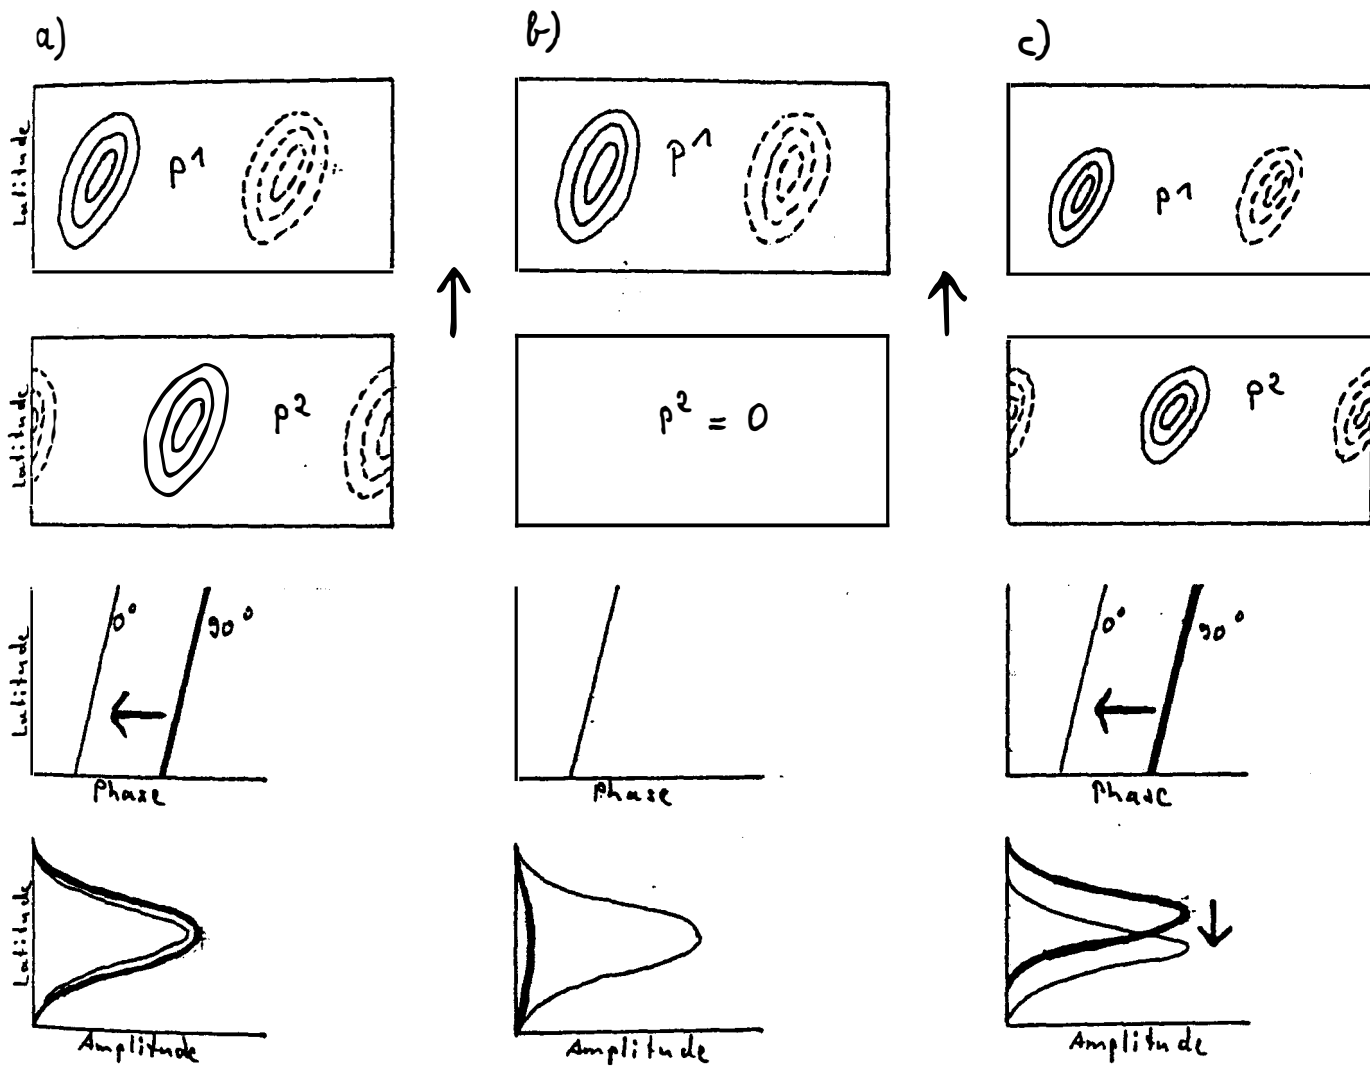 a)
b)
c)
Latitude
p1
p1
p1
Latitude
p2
p2 = 0
p2
Latitude
0°
90°
0°
90°
Phase
Phase
Phase
Latitude
Amplitude
Amplitude
Amplitude